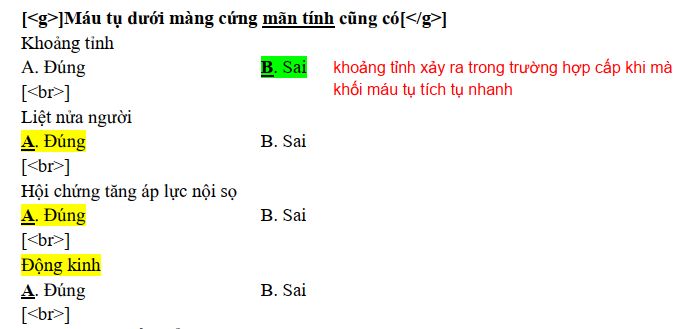 [<g>]Máu tụ dưới màng cứng mãn tính cũng có[</g>]
Khoảng tỉnh
A. Đúng B. Sai khoảng tỉnh xảy ra trong trường hợp cấp khi mà
[<br>] khối máu tụ tích tụ nhanh
Liệt nửa người
A. Đúng B. Sai
[<br>]
Hội chứng tăng áp lực nội sọ
A. Đúng B. Sai
[<br>]
Động kinh
A. Đúng B. Sai
[<br>]